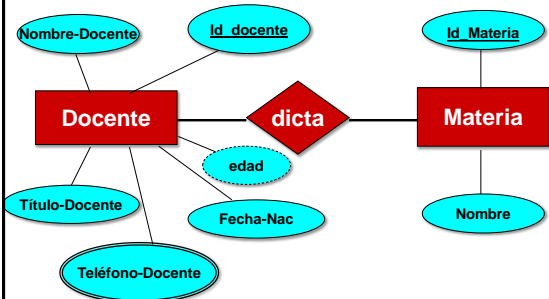 Nombre-Docente
Id_docente
Id_Materia
Docente
dicta
Materia
edad
Título-Docente
Fecha-Nac
Nombre
Teléfono-Docente